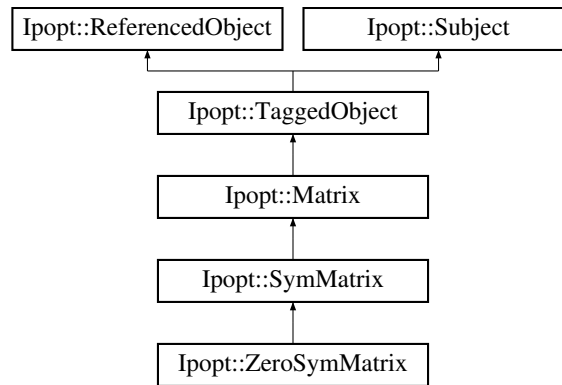 Ipopt::ReferencedObject
Ipopt::Subject
Ipopt::TaggedObject
Ipopt::Matrix
Ipopt::SymMatrix
Ipopt::ZeroSymMatrix